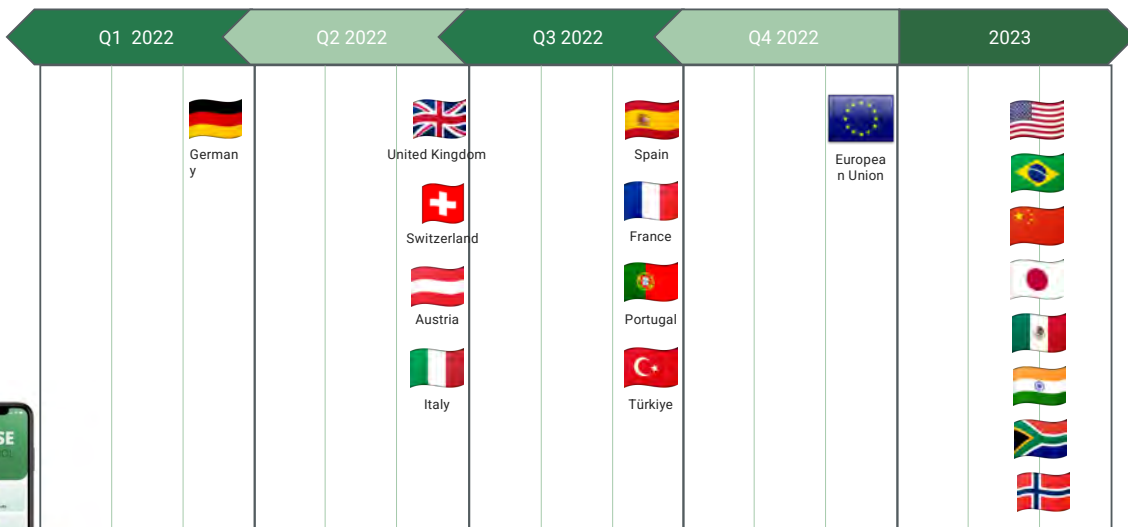 Q1 2022
Q2 2022
Q3 2022
Q4 2022
2023
German
y
United Kingdom
Spain
Europea
n Union
Switzerland
France
Austria
Portugal
Italy
Türkiye
SE